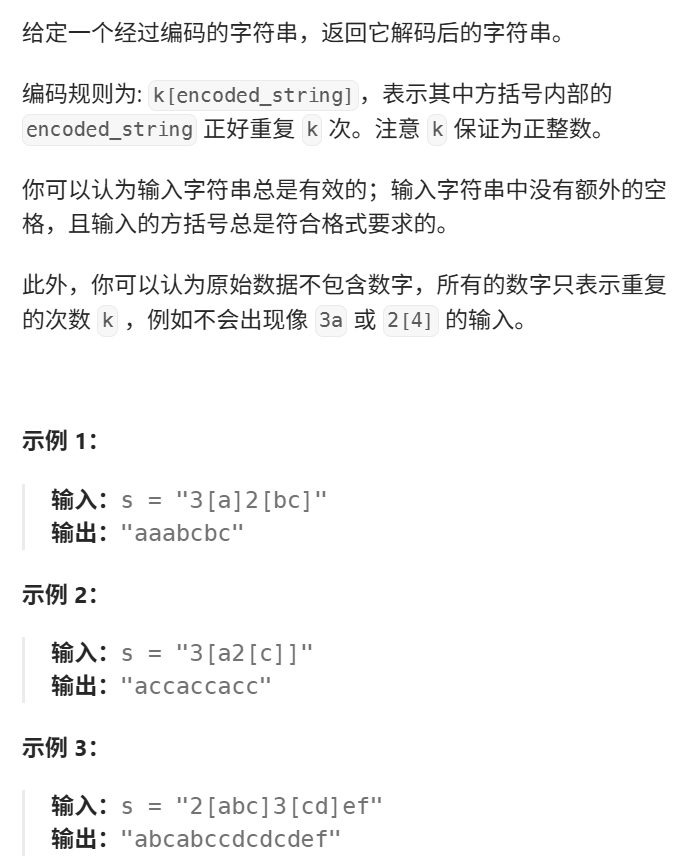 给定一个经过编码的字符串，返回它解码后的字符串。
编码规则为: k[encoded_string]，表示其中方括号内部的
encoded_string 正好重复 k 次。注意 k 保证为正整数。
你可以认为输入字符串总是有效的；输入字符串中没有额外的空
格，且输入的方括号总是符合格式要求的。
此外，你可以认为原始数据不包含数字，所有的数字只表示重复
的次数 k ，例如不会出现像 3a 或 2[4] 的输入。
示例 1：
输入：s = "3[a]2[bc]"
输出："aaabcbc"
示例 2：
输入：s = "3[a2[c]]"
输出："accaccacc"
示例 3：
输入：s = "2[abc]3[cd]ef"
输出："abcabccdcdcdef"